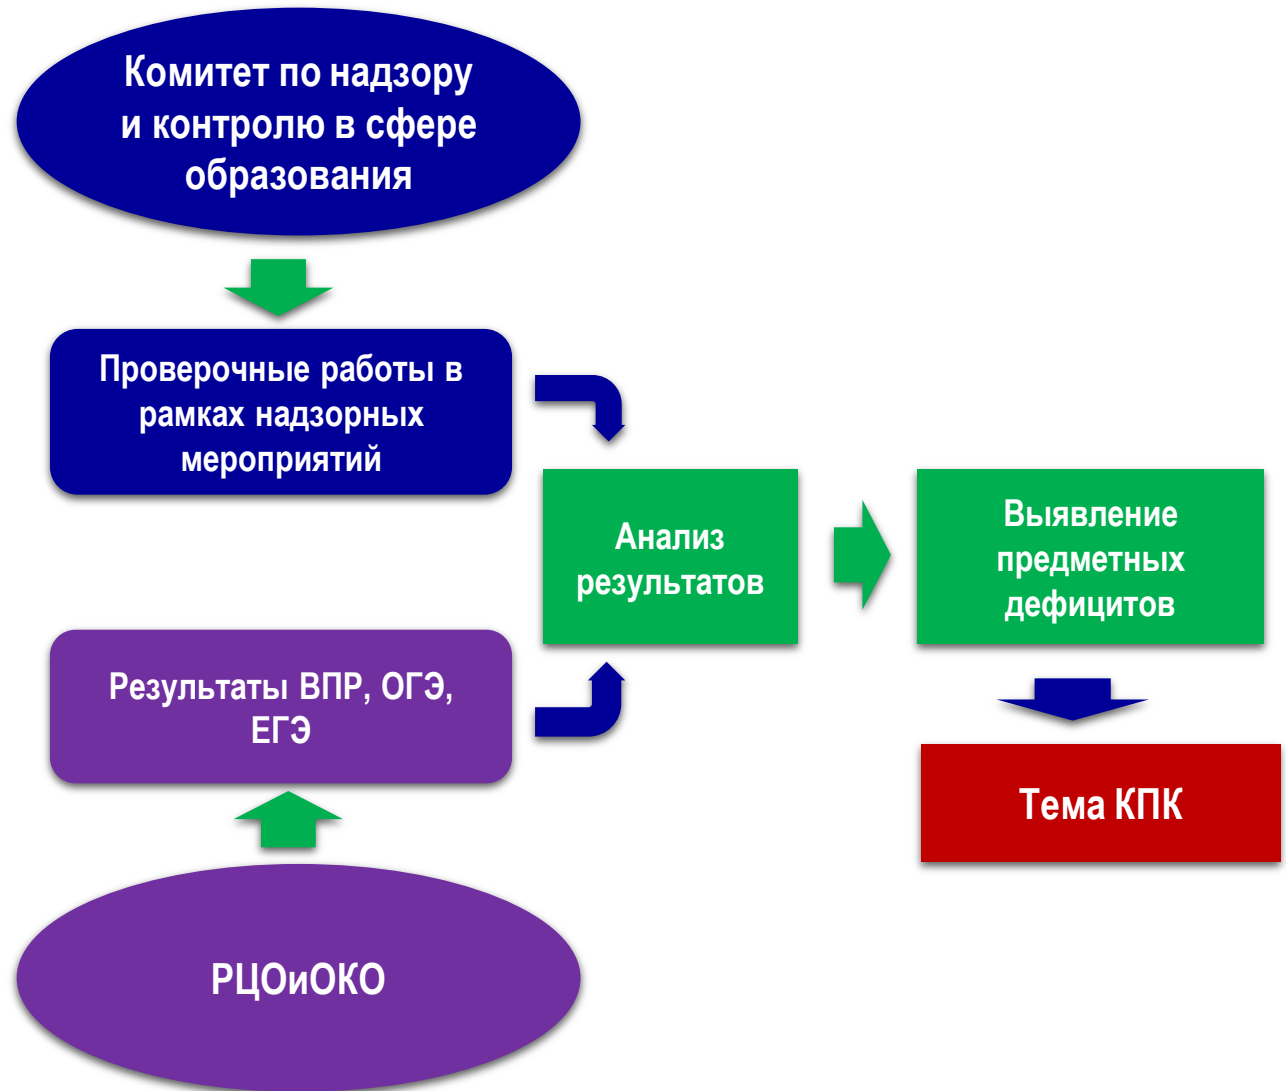 Комитет по надзору
и контролю в сфере
образования
Проверочные работы в
рамках надзорных
мероприятий
Анализ
результатов
Выявление
предметных
дефицитов
Результаты ВПР, ОГЭ,
ЕГЭ
Тема КПК
РЦОиОКО